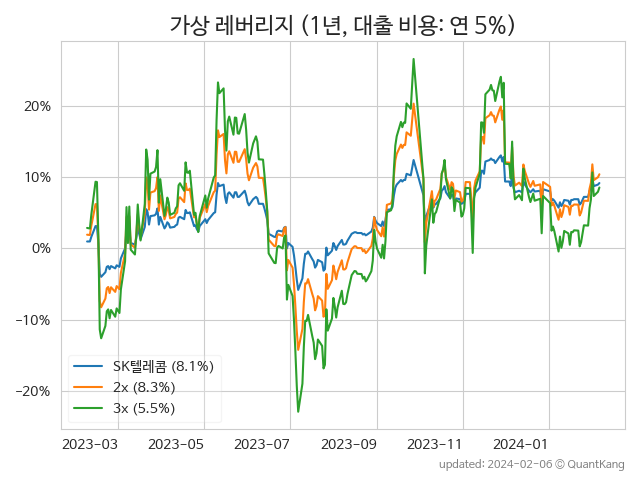 가상 레버리지 (1년, 대출 비용: 연 5%)
20%
10%
0%
−10%
−20%
SK텔레콤 (8.1%)
2x (8.3%)
3x (5.5%)
2023-03 2023-05 2023-07 2023-09 2023-11 2024-01
updated: 2024-02-06 © QuantKang